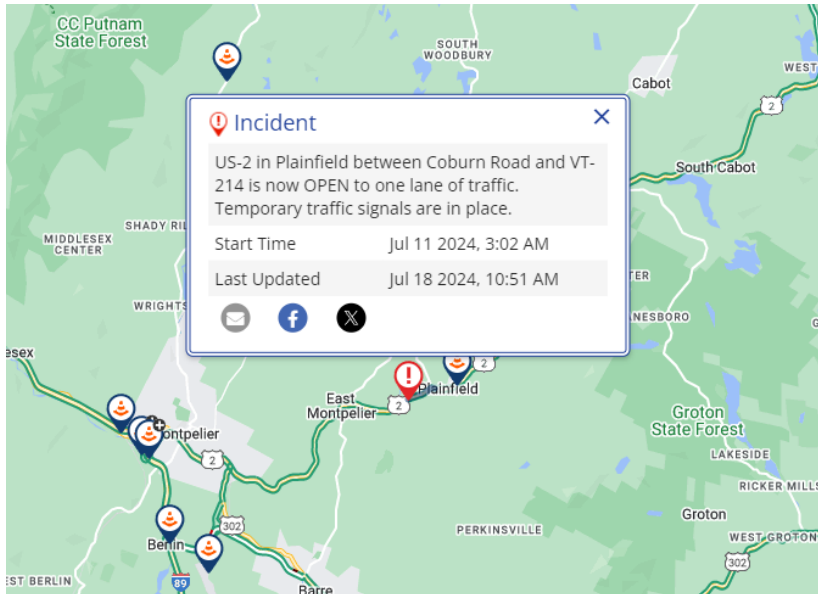 CC Putnam
State Forest
SOUTH
WOODBURY
WEST
Cabot
2
Incident
US-2 in Plainfield between Coburn Road and VT-
214 is now OPEN to one lane of traffic.
Temporary traffic signals are in place.
Start Time Jul 11 2024, 3:02 AM
Last Updated Jul 18 2024, 10:51 AM
South Cabot
SHADY RIL
MIDDLESEX
CENTER
TER
WRIGHTS
NESBORO
esex
2
Plainfield
East
Montpelier
2
Groton
State Forest
ontpelier
2
LAKESIDE
RICKER MILLS
302
Groton
PERKINSVILLE
WEST GROTON
Berlin
302
EST BERLIN
89
Barre